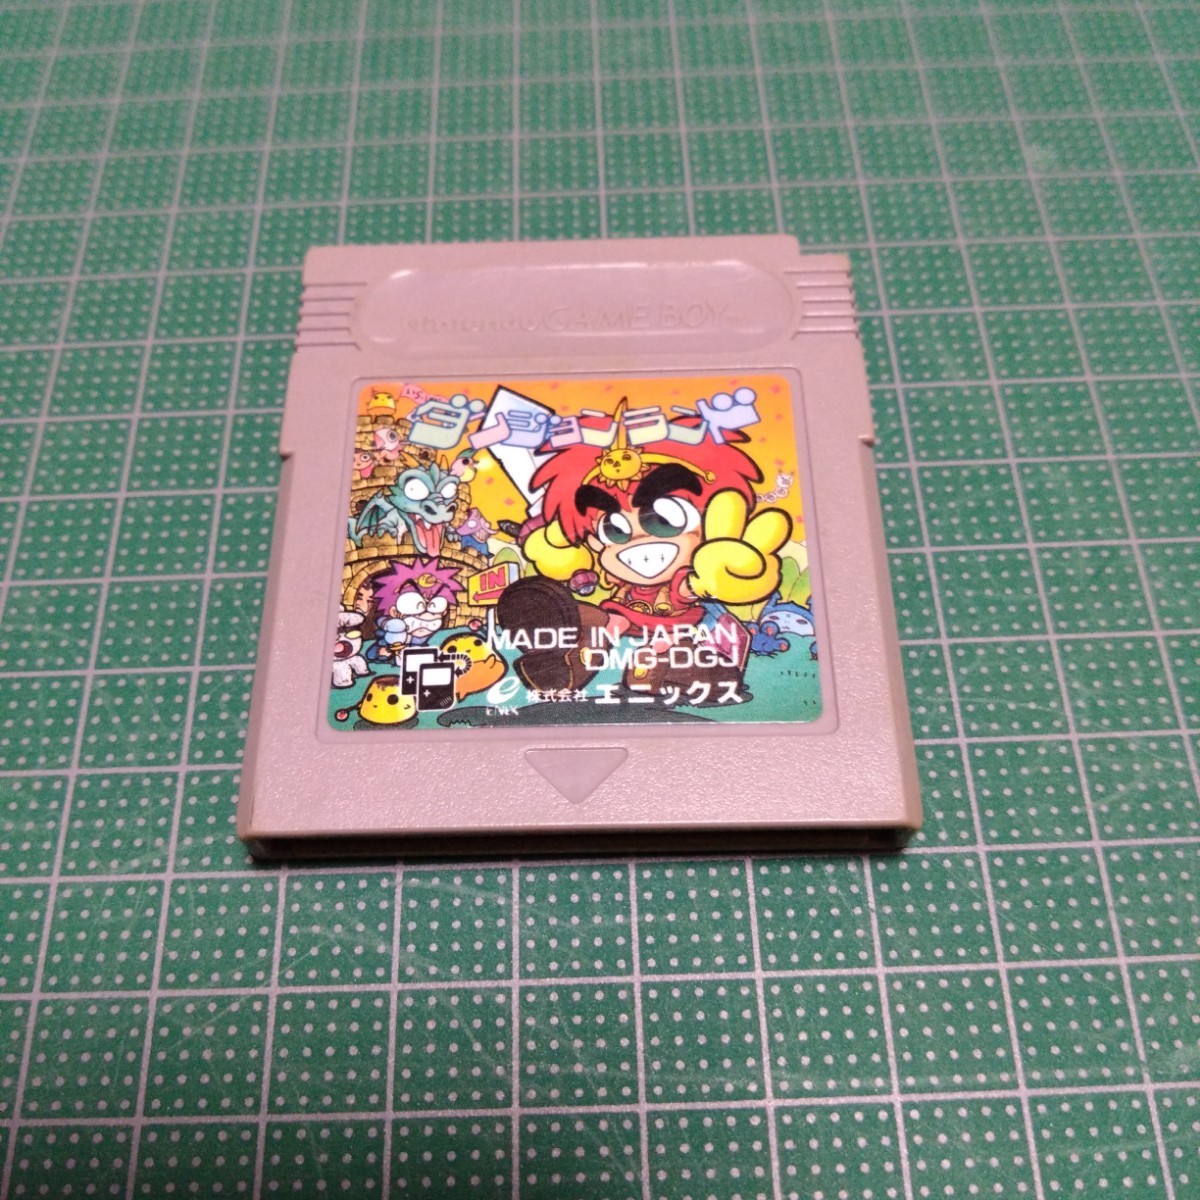 Nintendo GAME BOY
ダンジョンランド
IN
MADE IN JAPAN
DMG-DGJ
株式会社 エニックス
ENIX